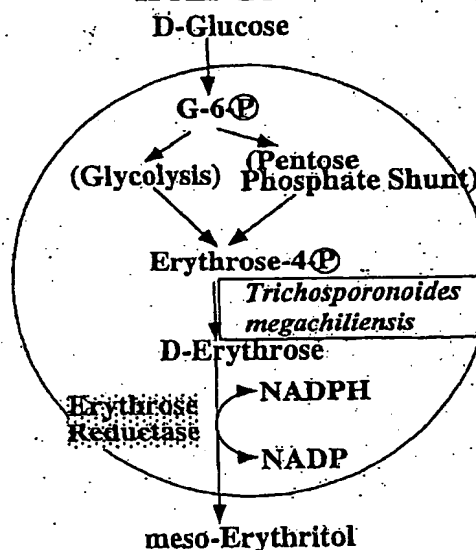 D-Glucose
G-6-Ⓟ
(Glycolysis)
(Pentose
Phosphate Shunt)
Erythrose-4-Ⓟ
Trichosporonoides
megachiliensis
D-Erythrose
Erythrose
Reductase
NADPH
NADP
meso-Erythritol